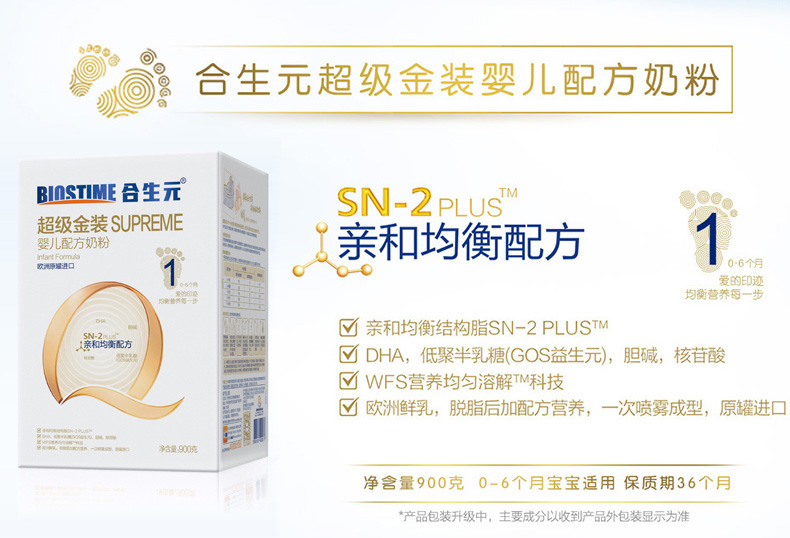 合生元超级金装婴儿配方奶粉
BIOSTIME 合生元®
超级金装 SUPREME
婴儿配方奶粉
Infant Formula
欧洲原罐进口
1
0-6个月
爱的印迹
均衡营养每一步
DHA
胆碱
SN-2 PLUS™
亲和均衡配方
核苷酸
净含量:900克
SN-2 PLUS™
亲和均衡配方
1
0-6个月
爱的印迹
均衡营养每一步
亲和均衡结构脂SN-2 PLUS™
DHA，低聚半乳糖(GOS益生元)，胆碱，核苷酸
WFS营养均匀溶解™科技
欧洲鲜乳，脱脂后加配方营养，一次喷雾成型，原罐进口
净含量900克 0-6个月宝宝适用 保质期36个月
*产品包装升级中，主要成分以收到产品外包装显示为准